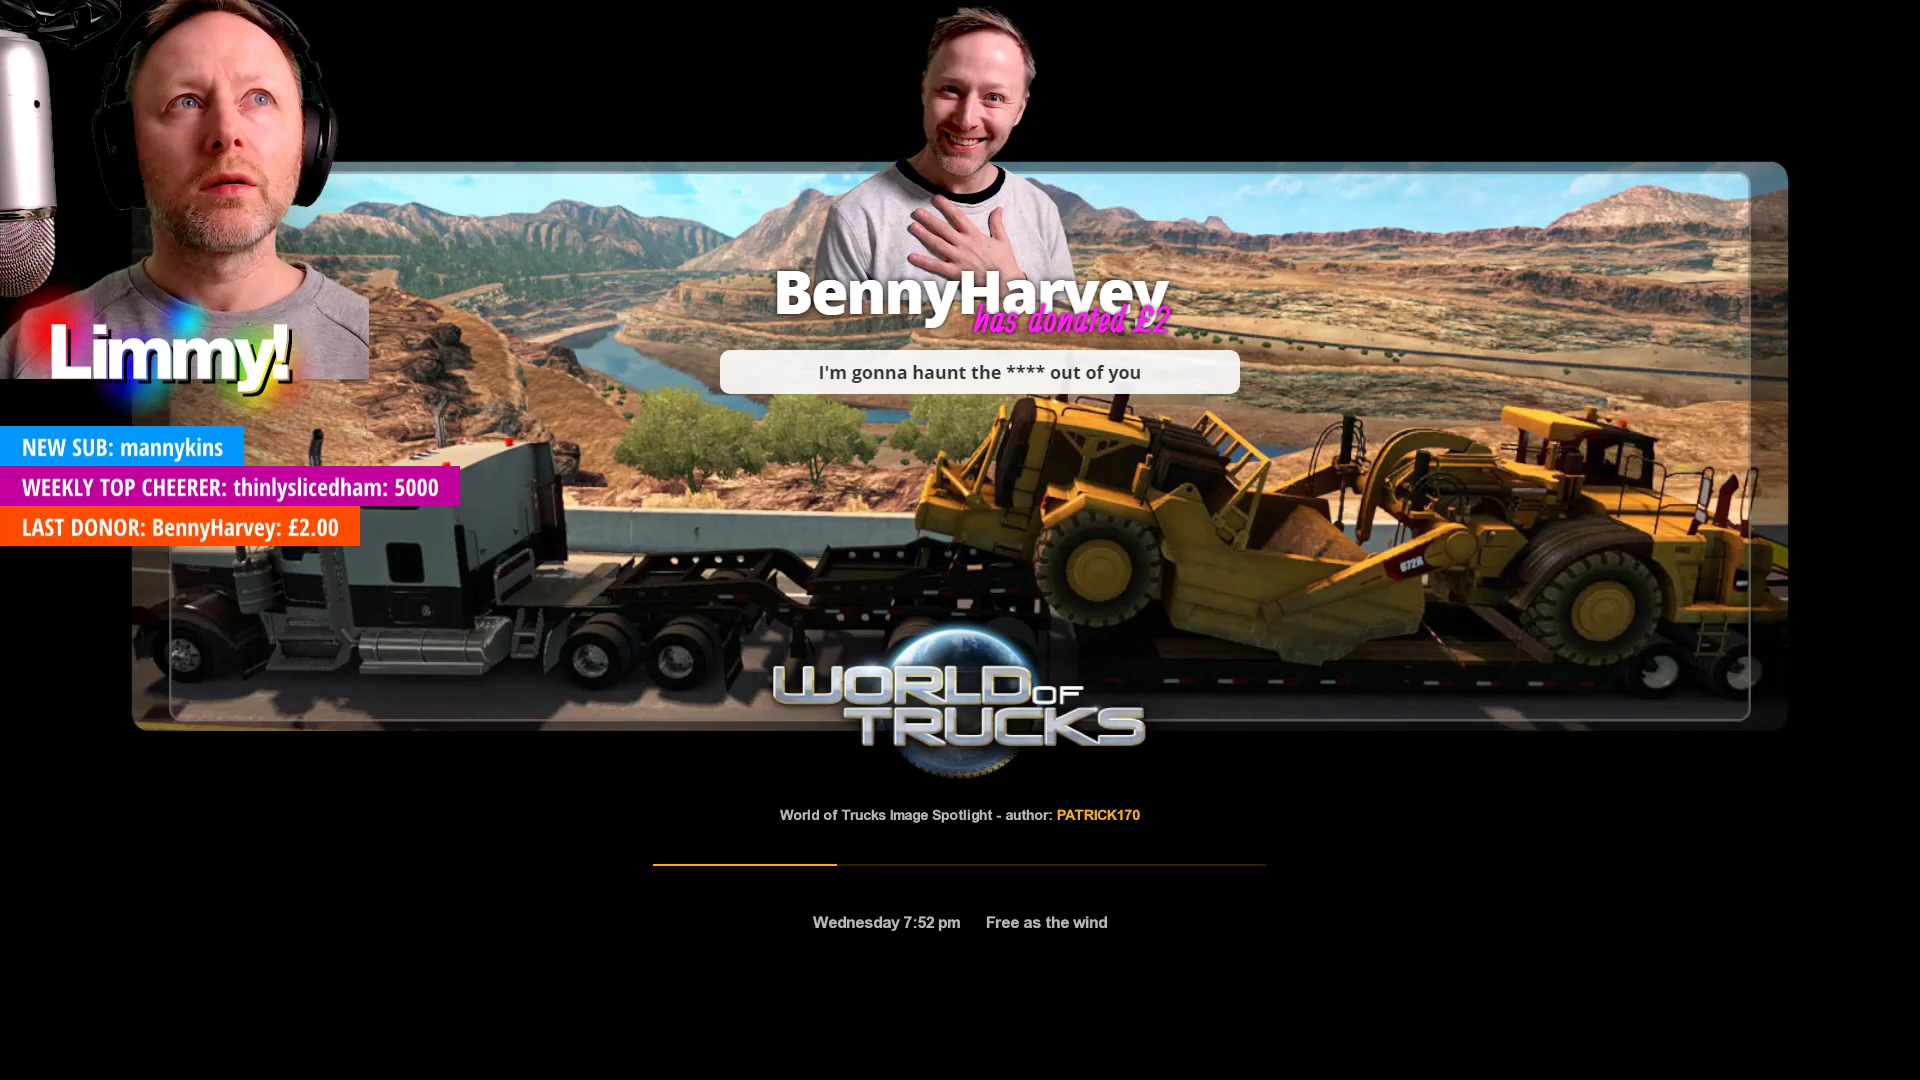 BennyHarvey
has donated £2
I'm gonna haunt the **** out of you
Limmy!
NEW SUB: mannykins
WEEKLY TOP CHEERER: thinlyslicedham: 5000
LAST DONOR: BennyHarvey: £2.00
672R
WORLD OF
TRUCKS
World of Trucks Image Spotlight - author: PATRICK170
Wednesday 7:52 pm Free as the wind